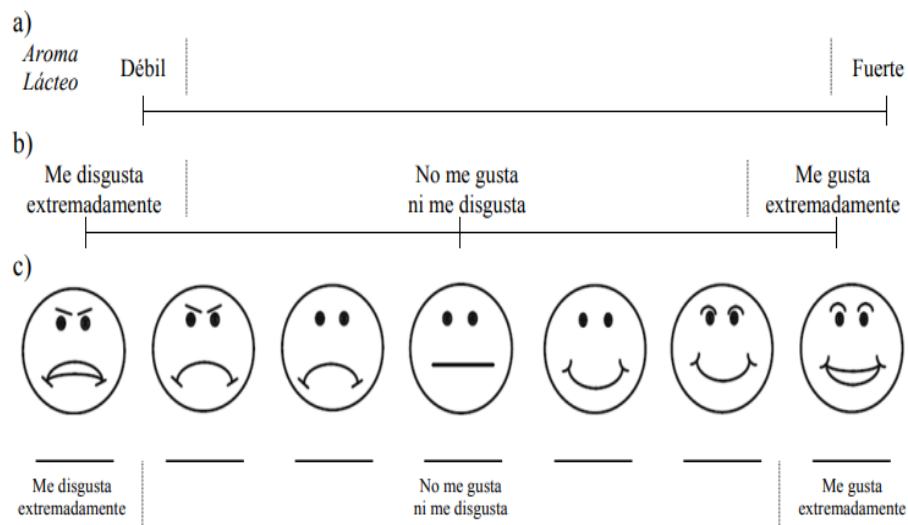 a)
Aroma
Lácteo
Débil
Fuerte
b)
Me disgusta
extremadamente
No me gusta
ni me disgusta
Me gusta
extremadamente
c)
Me disgusta
extremadamente
No me gusta
ni me disgusta
Me gusta
extremadamente